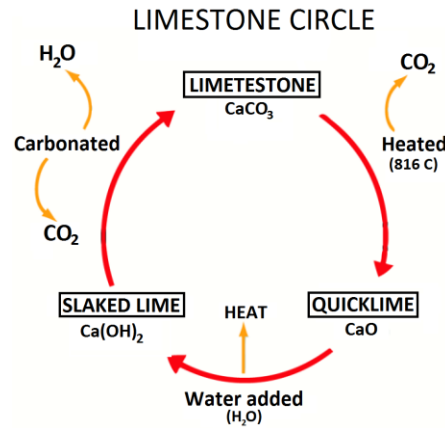 LIMESTONE CIRCLE
H₂O
CO₂
LIMETESTONE
CaCO₃
Carbonated
Heated
(816 C)
CO₂
SLAKED LIME
Ca(OH)₂
HEAT
QUICKLIME
CaO
Water added
(H₂O)